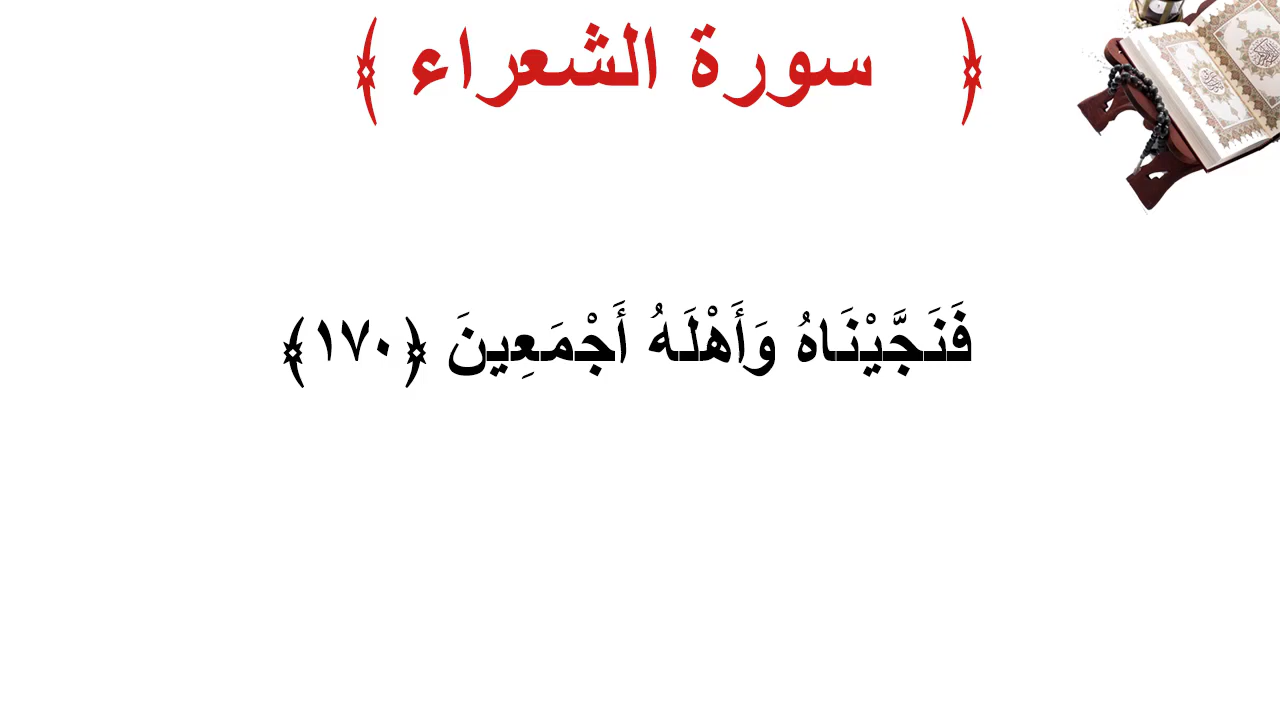 ﴿ سورة الشعراء ﴾
فَنَجَّيْنَاهُ وَأَهْلَهُ أَجْمَعِينَ ﴿١٧٠﴾